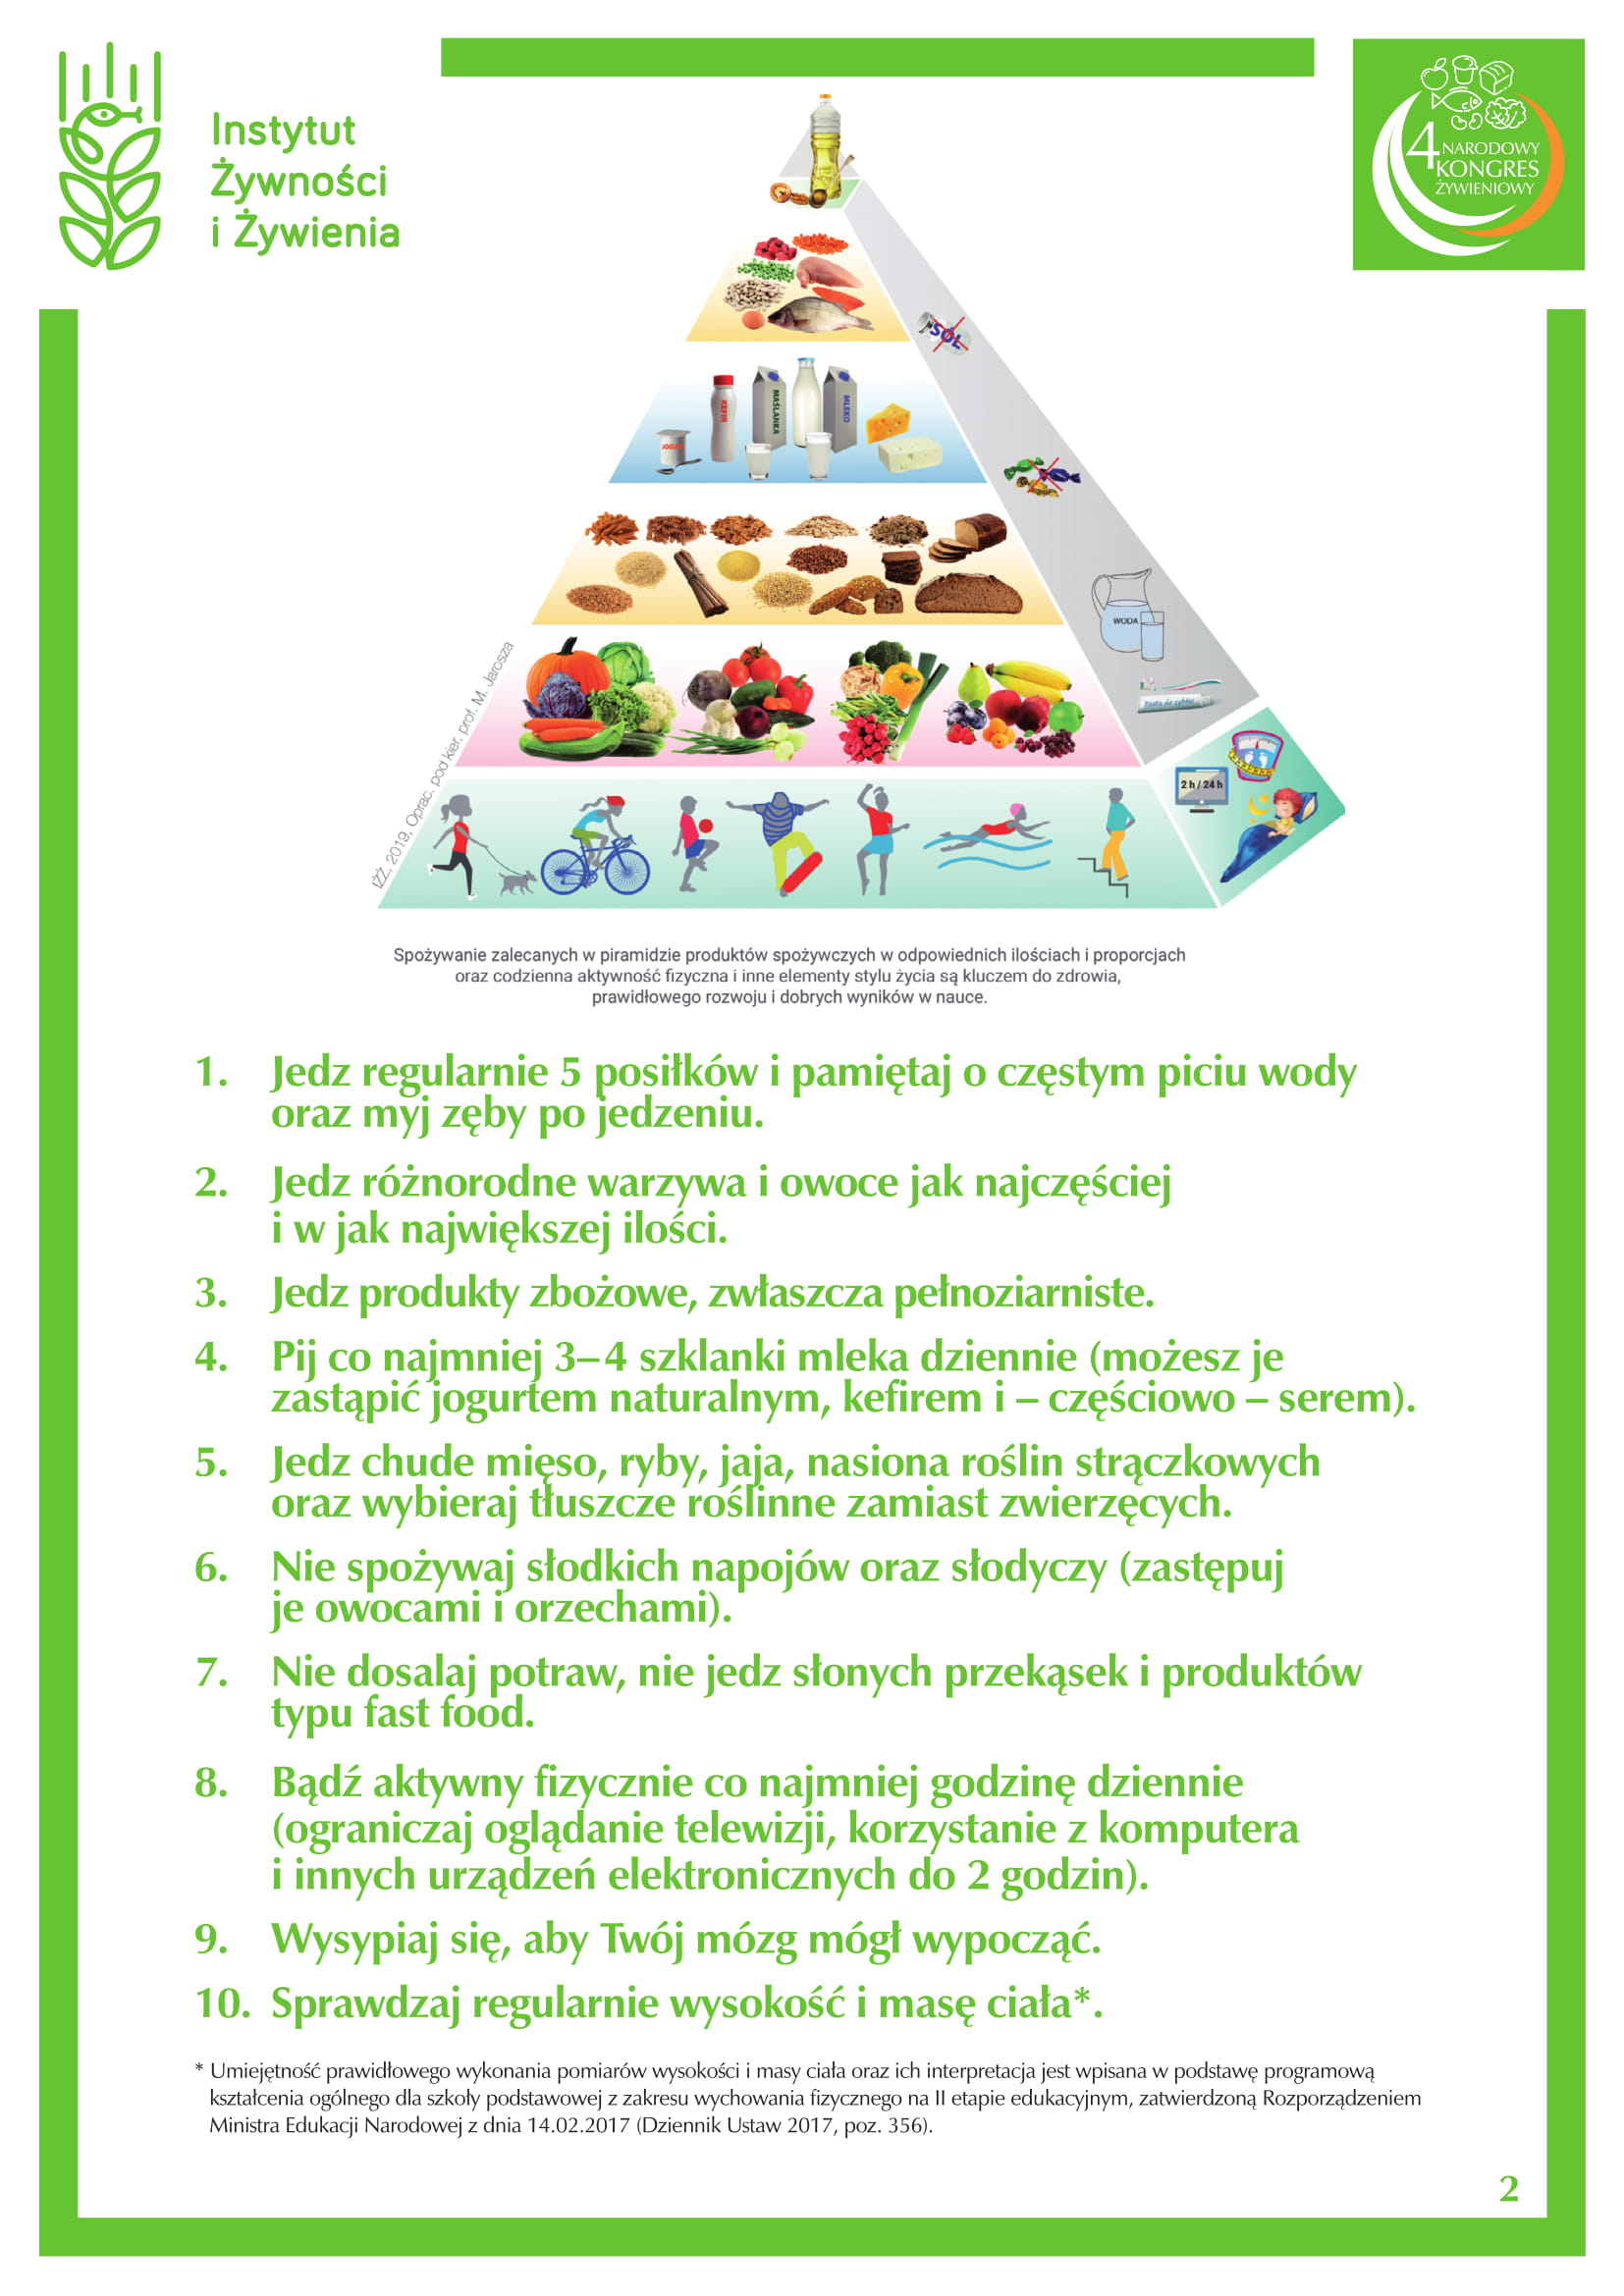 Instytut
Żywności
i Żywienia
4 NARODOWY
KONGRES
ŻYWIENIOWY
SÓL
KEFIR
MAŚLANKA
MLEKO
JOGURT
WODA
Pasta do zębów
2 h / 24 h
IŻŻ, 2019, Oprac. pod kier. prof. M. Jarosza
Spożywanie zalecanych w piramidzie produktów spożywczych w odpowiednich ilościach i proporcjach
oraz codzienna aktywność fizyczna i inne elementy stylu życia są kluczem do zdrowia,
prawidłowego rozwoju i dobrych wyników w nauce.
1. Jedz regularnie 5 posiłków i pamiętaj o częstym piciu wody
oraz myj zęby po jedzeniu.
2. Jedz różnorodne warzywa i owoce jak najczęściej
i w jak największej ilości.
3. Jedz produkty zbożowe, zwłaszcza pełnoziarniste.
4. Pij co najmniej 3–4 szklanki mleka dziennie (możesz je
zastąpić jogurtem naturalnym, kefirem i – częściowo – serem).
5. Jedz chude mięso, ryby, jaja, nasiona roślin strączkowych
oraz wybieraj tłuszcze roślinne zamiast zwierzęcych.
6. Nie spożywaj słodkich napojów oraz słodyczy (zastępuj
je owocami i orzechami).
7. Nie dosalaj potraw, nie jedz słonych przekąsek i produktów
typu fast food.
8. Bądź aktywny fizycznie co najmniej godzinę dziennie
(ograniczaj oglądanie telewizji, korzystanie z komputera
i innych urządzeń elektronicznych do 2 godzin).
9. Wysypiaj się, aby Twój mózg mógł wypocząć.
10. Sprawdzaj regularnie wysokość i masę ciała*.
* Umiejętność prawidłowego wykonania pomiarów wysokości i masy ciała oraz ich interpretacja jest wpisana w podstawę programową
kształcenia ogólnego dla szkoły podstawowej z zakresu wychowania fizycznego na II etapie edukacyjnym, zatwierdzoną Rozporządzeniem
Ministra Edukacji Narodowej z dnia 14.02.2017 (Dziennik Ustaw 2017, poz. 356).
2